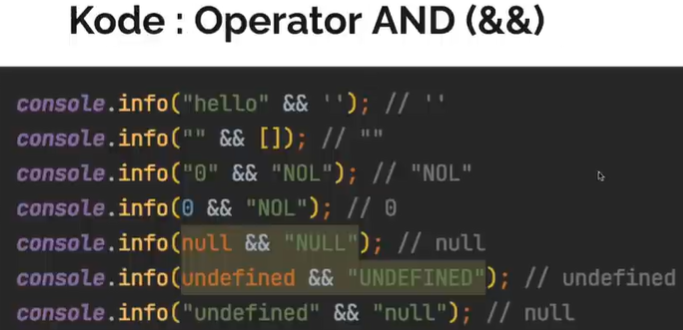 Kode : Operator AND (&&)
console.info("hello" && ''); // ''
console.info("" && []); // ""
console.info("0" && "NOL"); // "NOL"
console.info(0 && "NOL"); // 0
console.info(null && "NULL"); // null
console.info(undefined && "UNDEFINED"); // undefined
console.info("undefined" && "null"); // null